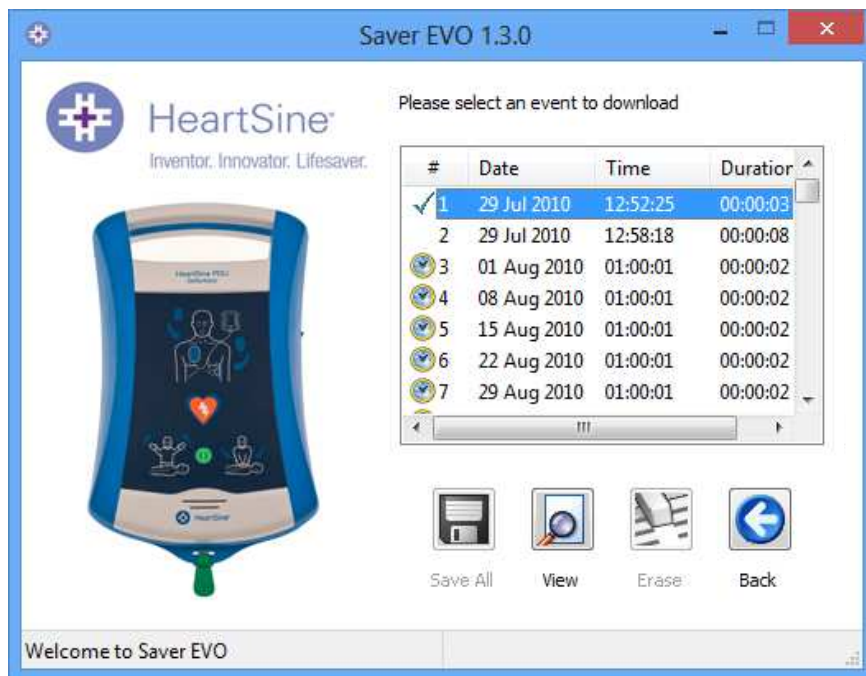 Saver EVO 1.3.0
HeartSine
Inventor. Innovator. Lifesaver.
Please select an event to download
# Date Time Duration
1 29 Jul 2010 12:52:25 00:00:03
2 29 Jul 2010 12:58:18 00:00:08
3 01 Aug 2010 01:00:01 00:00:02
4 08 Aug 2010 01:00:01 00:00:02
5 15 Aug 2010 01:00:01 00:00:02
6 22 Aug 2010 01:00:01 00:00:02
7 29 Aug 2010 01:00:01 00:00:02
HeartSine PDU
HeartSine
Save All View Erase Back
Welcome to Saver EVO